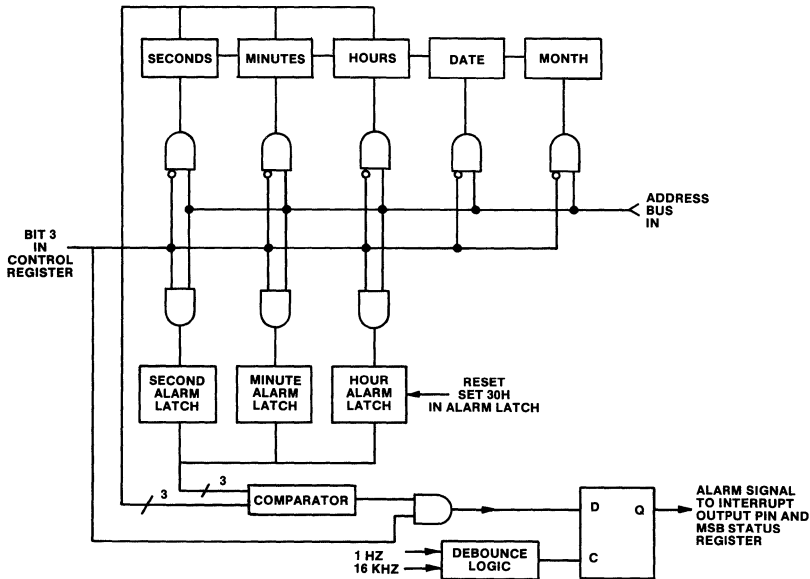 SECONDS
MINUTES
HOURS
DATE
MONTH
ADDRESS
BUS
IN
BIT 3
IN
CONTROL
REGISTER
SECOND
ALARM
LATCH
MINUTE
ALARM
LATCH
HOUR
ALARM
LATCH
RESET
SET 30H
IN ALARM LATCH
3
3
COMPARATOR
D
Q
C
ALARM SIGNAL
TO INTERRUPT
OUTPUT PIN AND
MSB STATUS
REGISTER
1 HZ
16 KHZ
DEBOUNCE
LOGIC